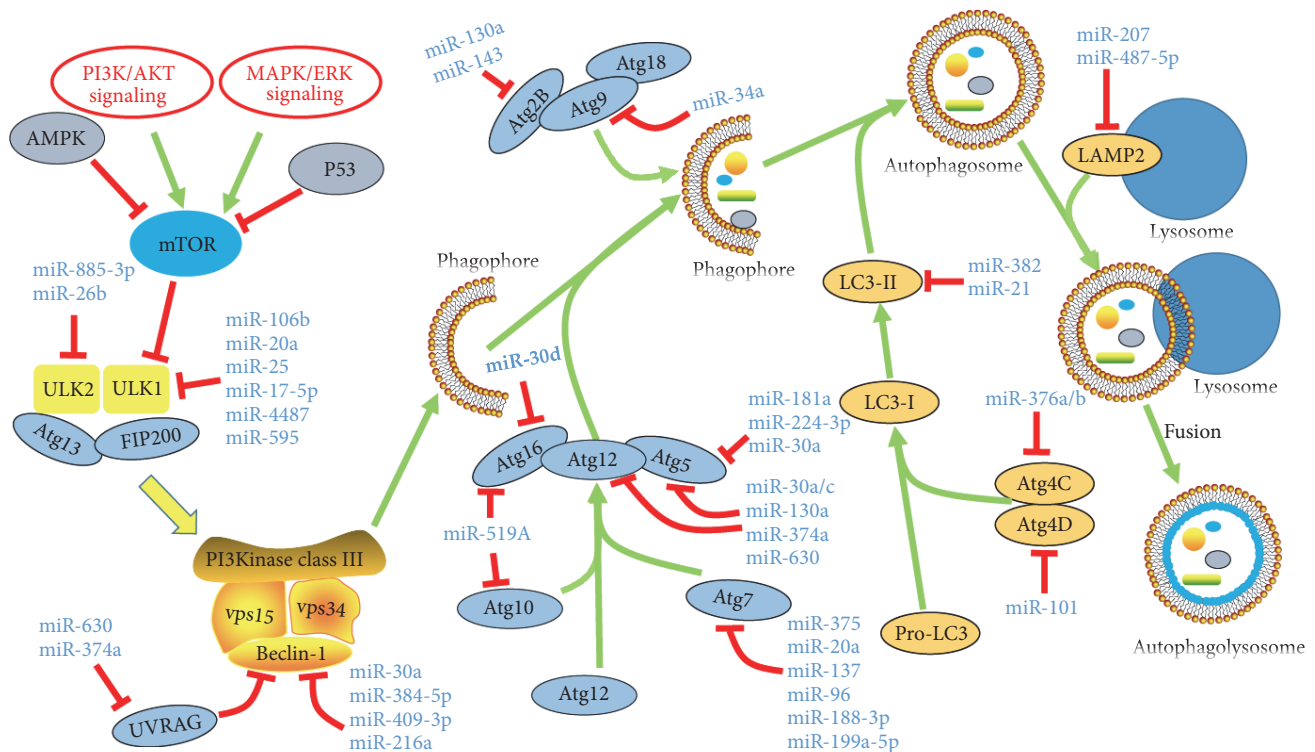 PI3K/AKT
signaling
MAPK/ERK
signaling
AMPK
P53
mTOR
miR-885-3p
miR-26b
miR-106b
miR-20a
miR-25
miR-17-5p
miR-4487
miR-595
ULK2
ULK1
Atg13
FIP200
PI3Kinase class III
vps15
vps34
Beclin-1
miR-630
miR-374a
UVRAG
miR-30a
miR-384-5p
miR-409-3p
miR-216a
miR-130a
miR-143
Atg2B
Atg9
Atg18
miR-34a
Phagophore
Phagophore
miR-30d
Atg16
Atg12
Atg5
miR-181a
miR-224-3p
miR-30a
miR-30a/c
miR-130a
miR-374a
miR-630
miR-519A
Atg10
Atg7
Atg12
miR-375
miR-20a
miR-137
miR-96
miR-188-3p
miR-199a-5p
Autophagosome
LC3-II
miR-382
miR-21
LC3-I
Pro-LC3
miR-376a/b
Atg4C
Atg4D
miR-101
miR-207
miR-487-5p
LAMP2
Lysosome
Lysosome
Fusion
Autophagolysosome